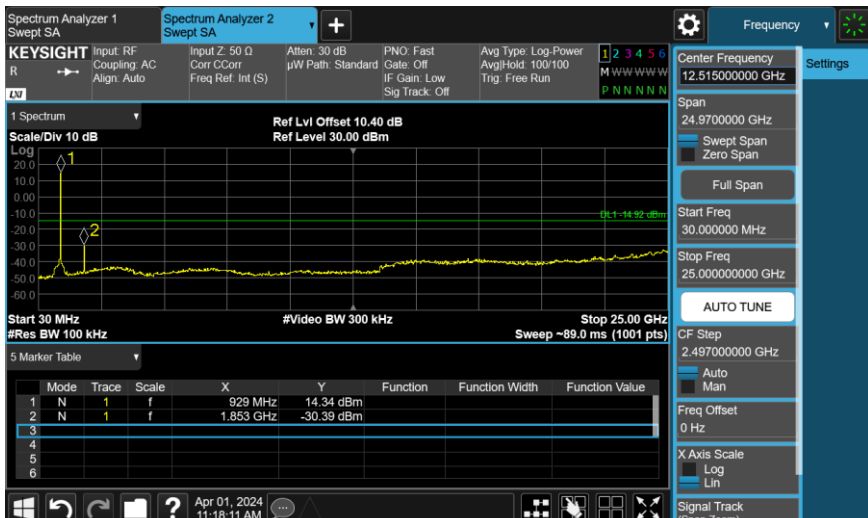 Spectrum Analyzer 1
Swept SA
Spectrum Analyzer 2
Swept SA
+
Frequency
KEYSIGHT
R
LXI
Input: RF
Coupling: AC
Align: Auto
Input Z: 50 Ω
Corr CCorr
Freq Ref: Int (S)
Atten: 30 dB
µW Path: Standard
PNO: Fast
Gate: Off
IF Gain: Low
Sig Track: Off
Avg Type: Log-Power
Avg|Hold: 100/100
Trig: Free Run
1 2 3 4 5 6
M W W W W W
P N N N N N
1 Spectrum
Scale/Div 10 dB
Ref Lvl Offset 10.40 dB
Ref Level 30.00 dBm
Log
20.0
10.0
0.00
-10.0
-20.0
-30.0
-40.0
-50.0
-60.0
1
2
DL1 -14.92 dBm
Start 30 MHz
#Video BW 300 kHz
Stop 25.00 GHz
#Res BW 100 kHz
Sweep ~89.0 ms (1001 pts)
5 Marker Table
Mode Trace Scale X Y Function Function Width Function Value
1 N 1 f 929 MHz 14.34 dBm
2 N 1 f 1.853 GHz -30.39 dBm
3
4
5
6
?
Apr 01, 2024
11:18:11 AM
Center Frequency
12.515000000 GHz
Settings
Span
24.9700000 GHz
Swept Span
Zero Span
Full Span
Start Freq
30.000000 MHz
Stop Freq
25.000000000 GHz
AUTO TUNE
CF Step
2.497000000 GHz
Auto
Man
Freq Offset
0 Hz
X Axis Scale
Log
Lin
Signal Track
(Span Zoom)